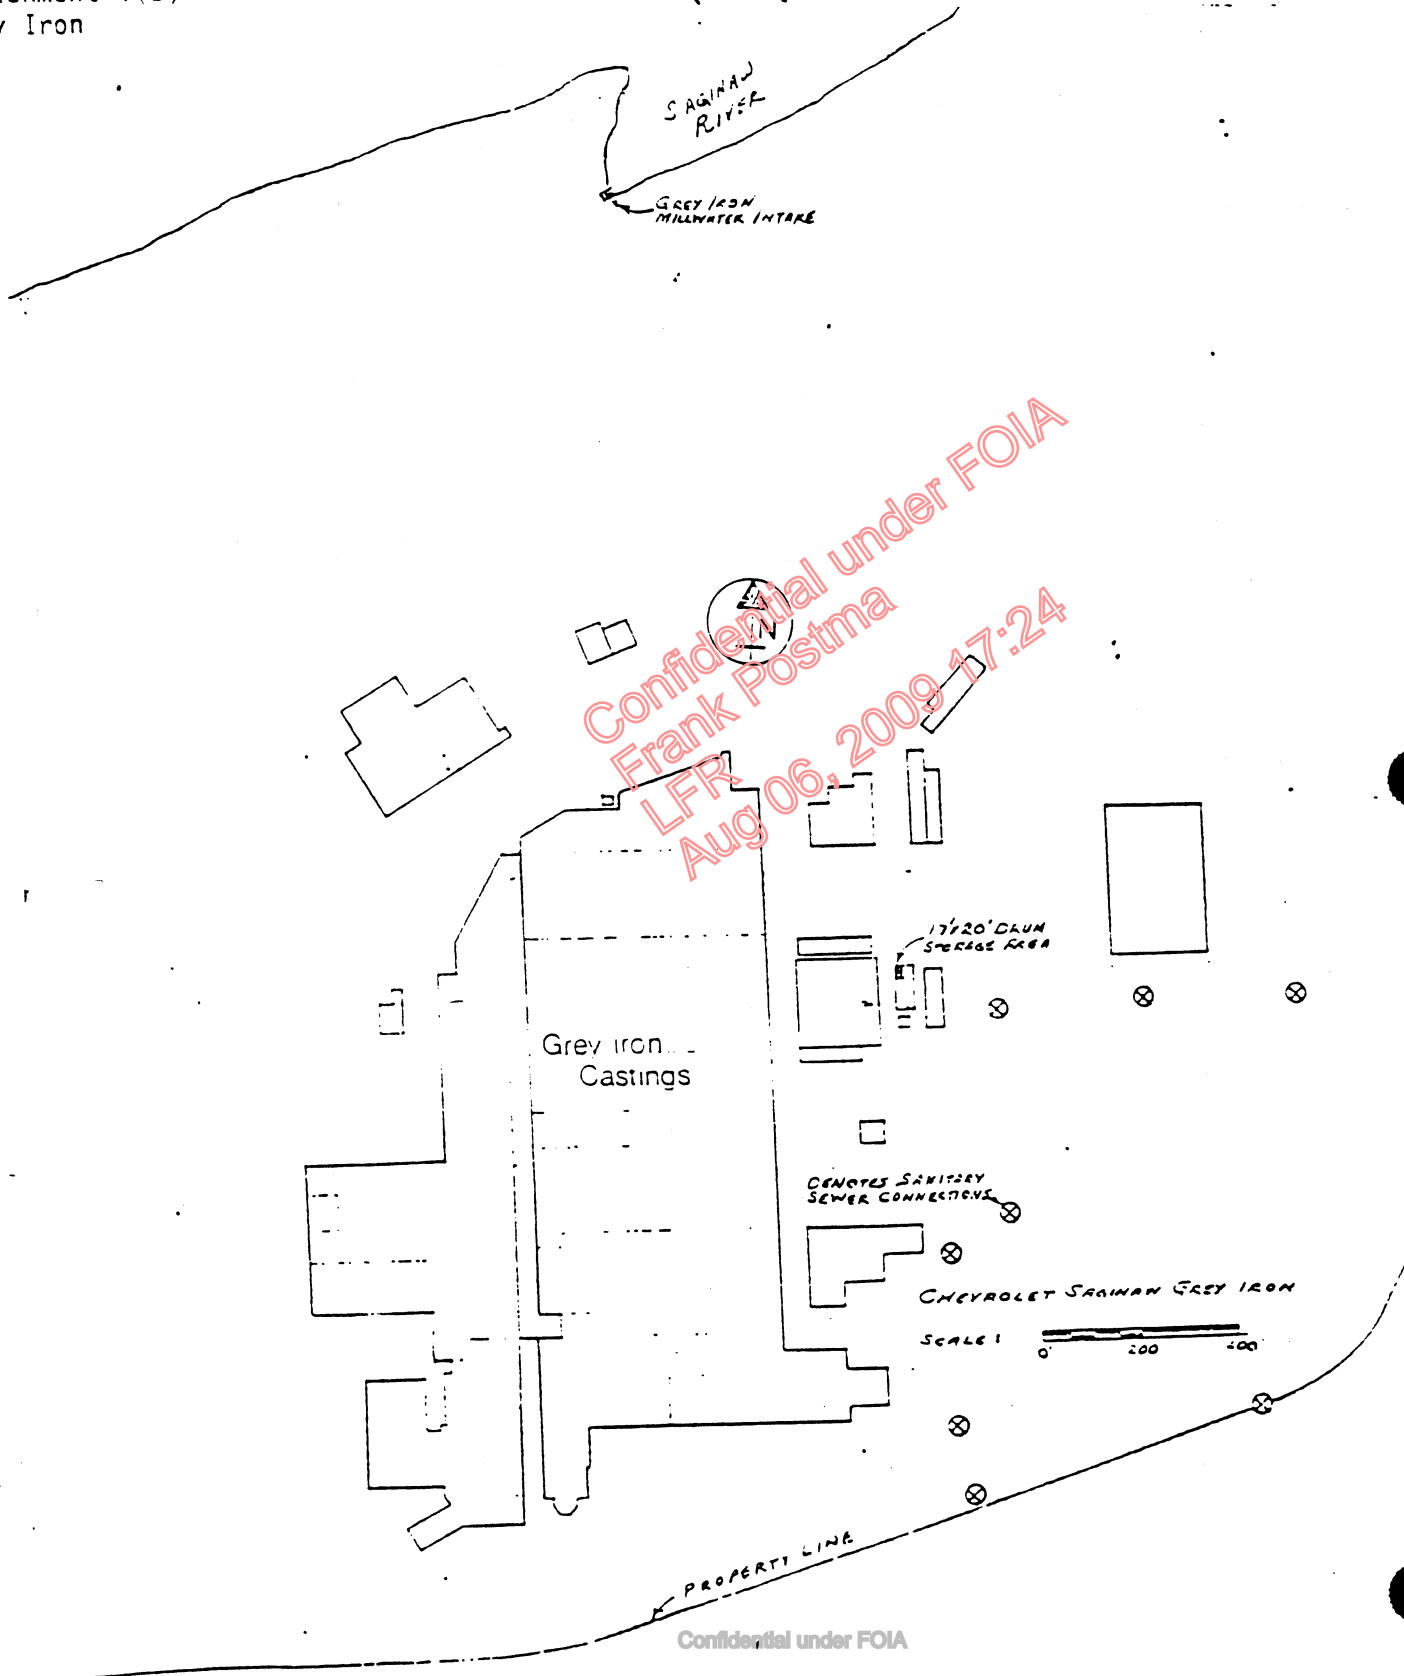 y Iron
SAGINAW
RIVER
GREY IRON
MILLWATER INTAKE
N
Confidential under FOIA
Frank Postma
LFR
Aug 06, 2009 17:24
17'x20' DRUM
STORAGE AREA
Grey Iron
Castings
DENOTES SANITARY
SEWER CONNECTIONS
CHEVROLET SAGINAW GREY IRON
SCALE:
0 200 400
PROPERTY LINE
Confidential under FOIA